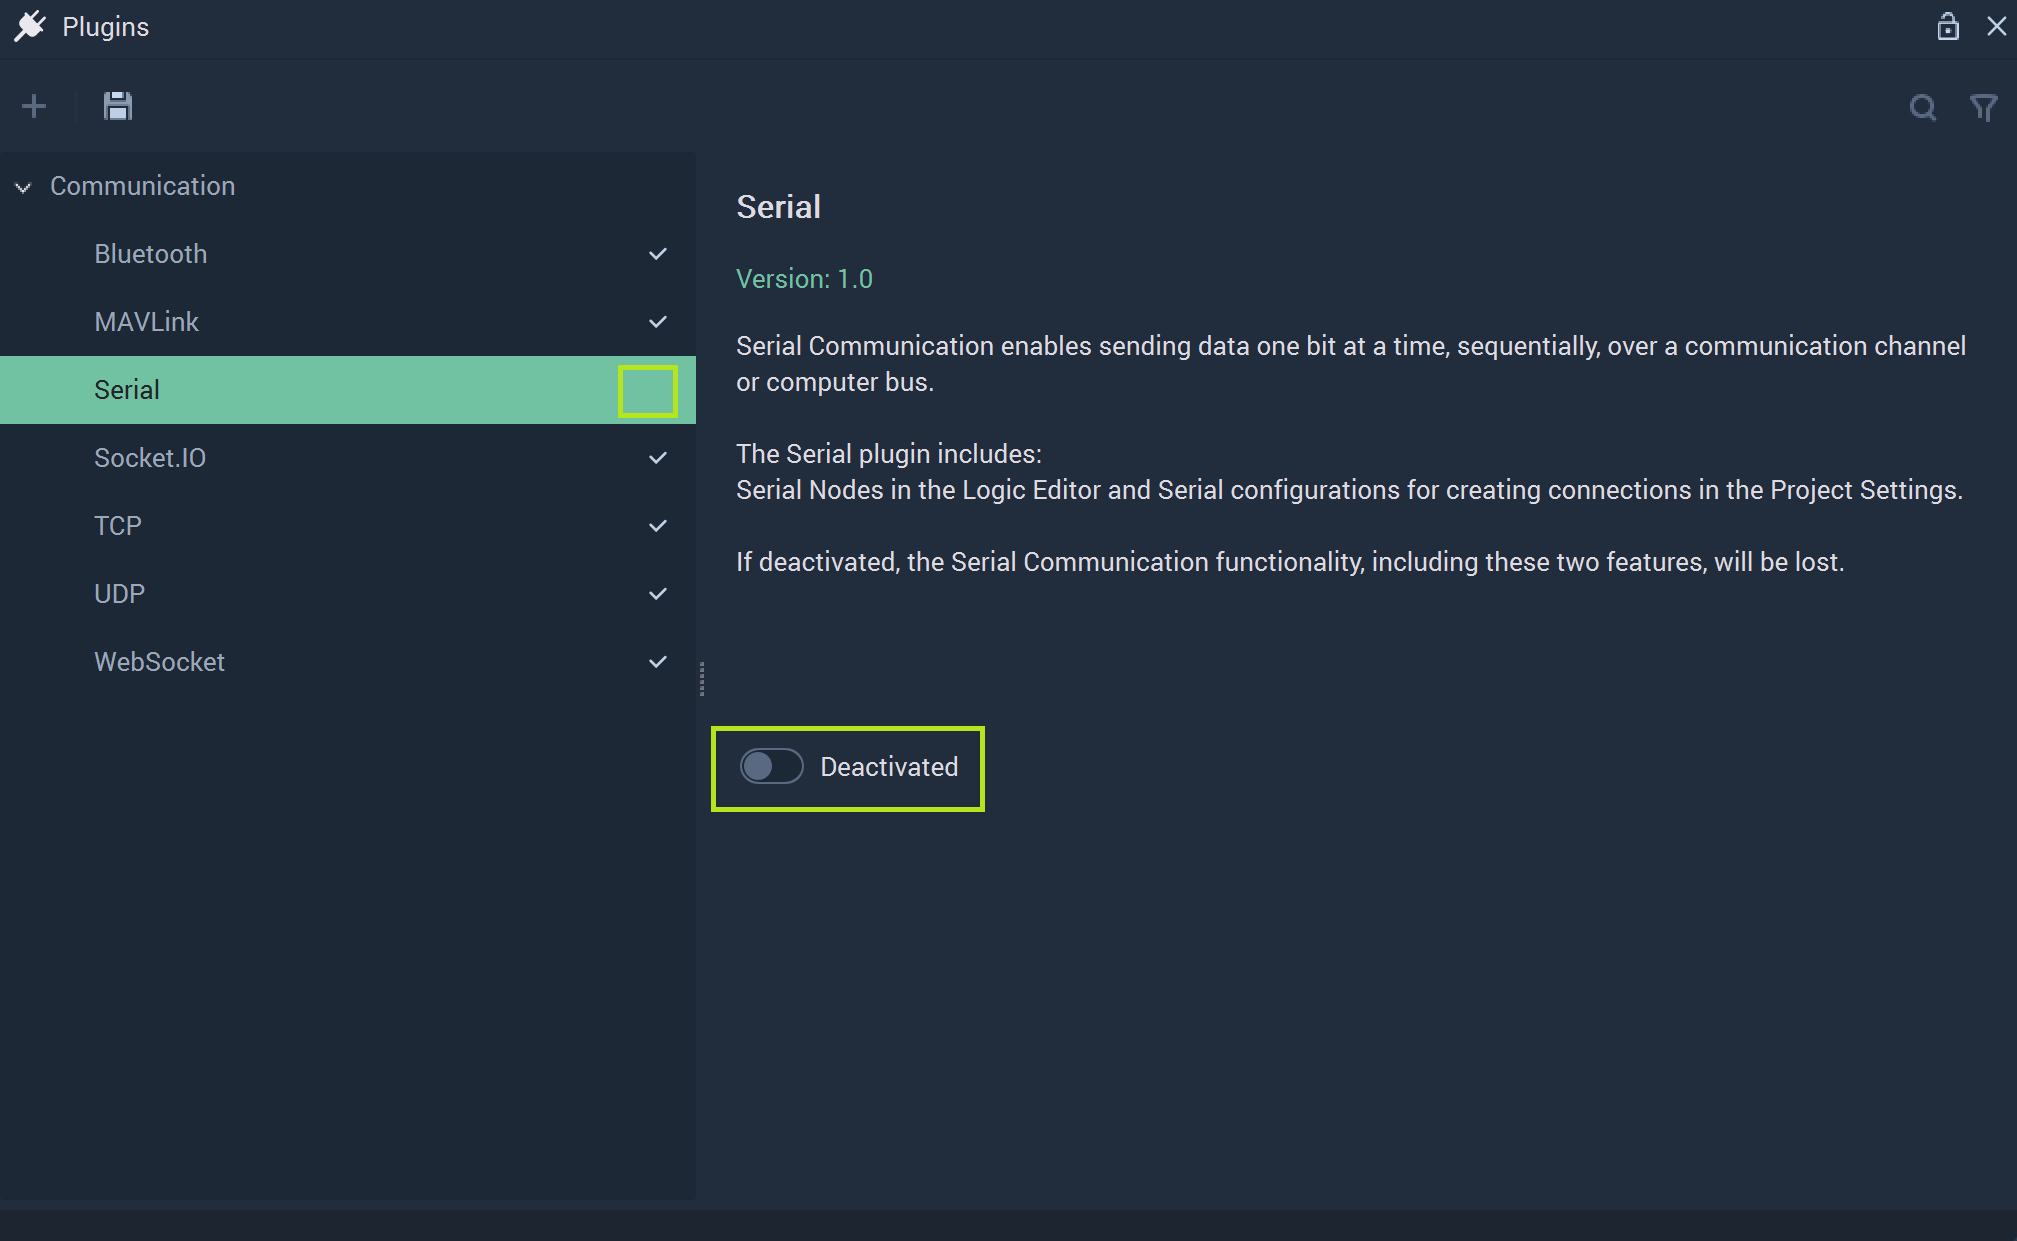 Plugins
Communication
Bluetooth
MAVLink
Serial
Socket.IO
TCP
UDP
WebSocket
Serial
Version: 1.0
Serial Communication enables sending data one bit at a time, sequentially, over a communication channel
or computer bus.
The Serial plugin includes:
Serial Nodes in the Logic Editor and Serial configurations for creating connections in the Project Settings.
If deactivated, the Serial Communication functionality, including these two features, will be lost.
Deactivated